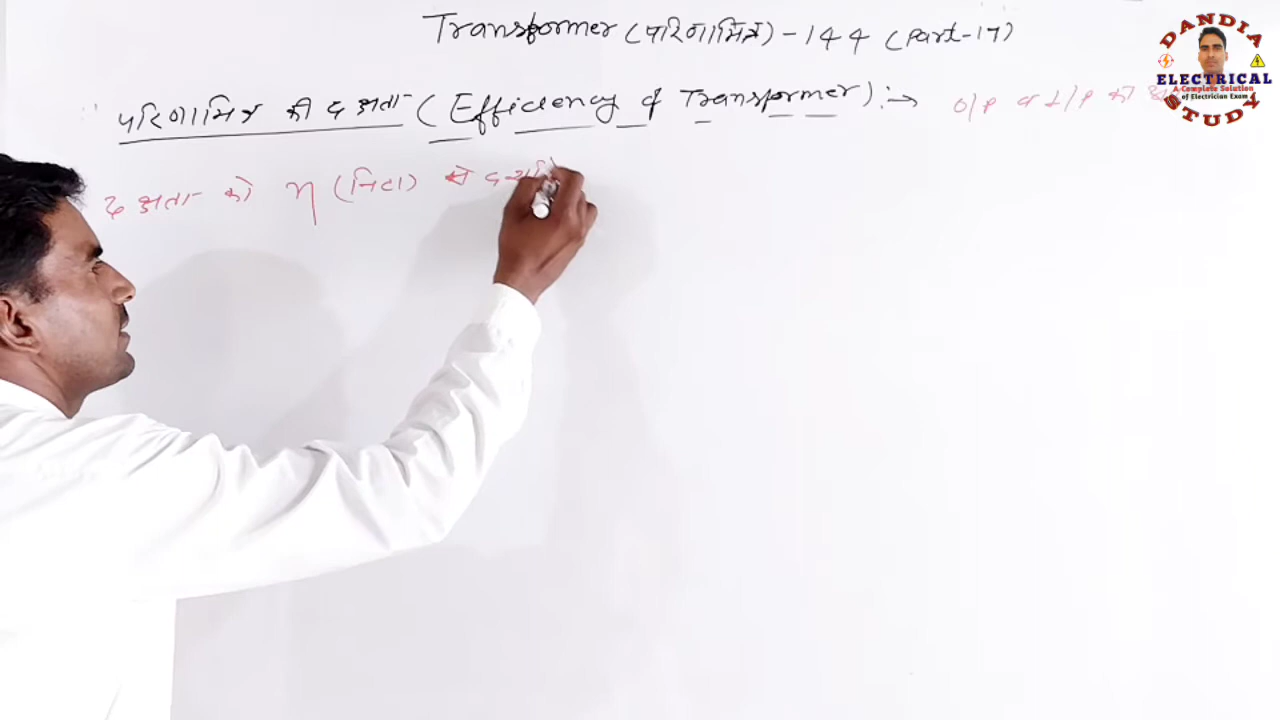 Transformer (परिणामित्र) - 144 (Part-17)
परिणामित्र की दक्षता (Efficiency of Transformer) :→ O/P व I/P को
दक्षता को η (निटा) से
DANDIA
ELECTRICAL
A Complete Solution
of Electrician Exam
STUDY